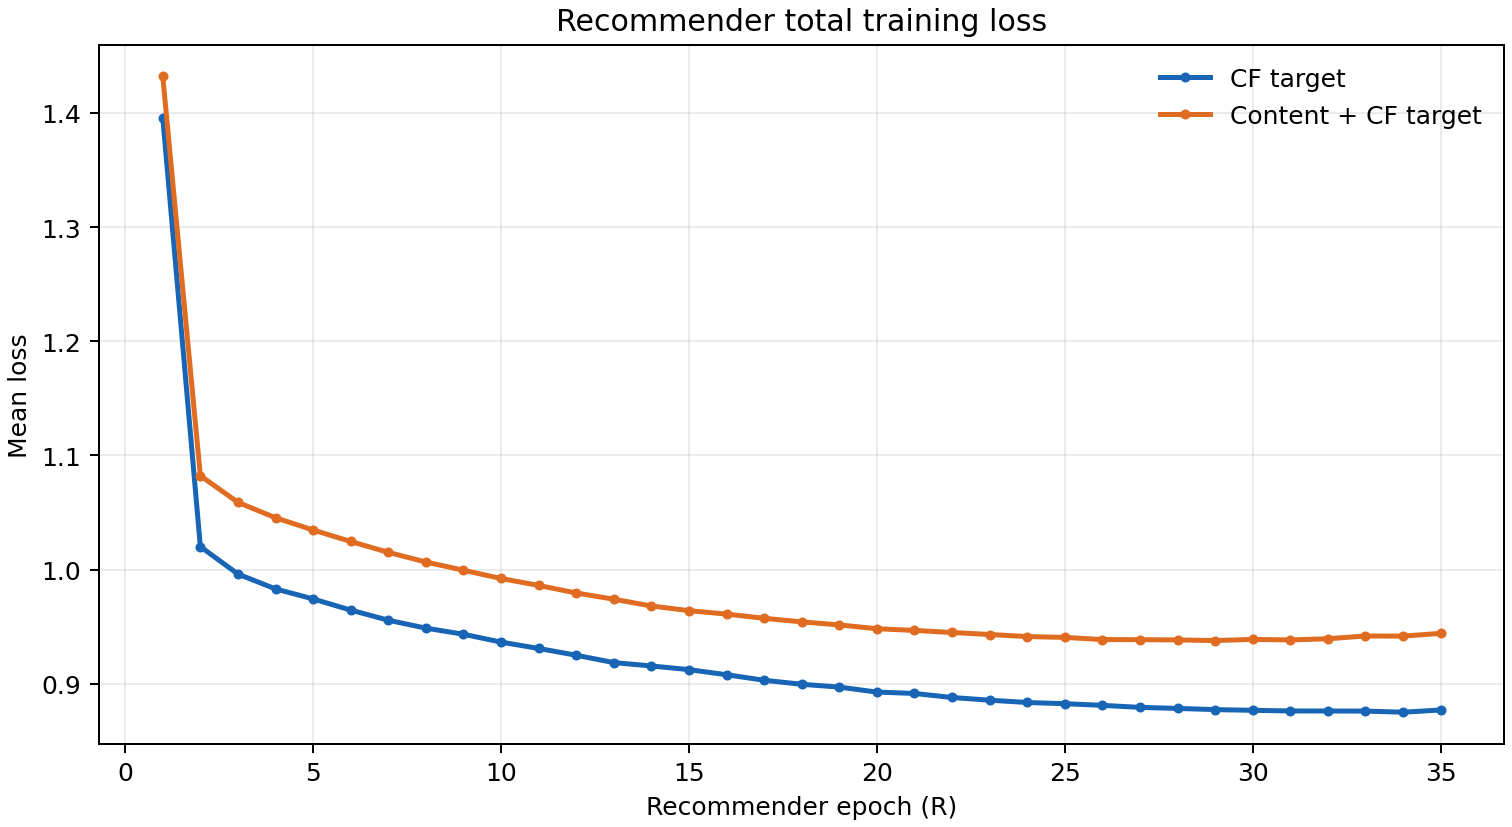 Recommender total training loss
CF target
Content + CF target
Mean loss
1.4
1.3
1.2
1.1
1.0
0.9
0 5 10 15 20 25 30 35
Recommender epoch (R)